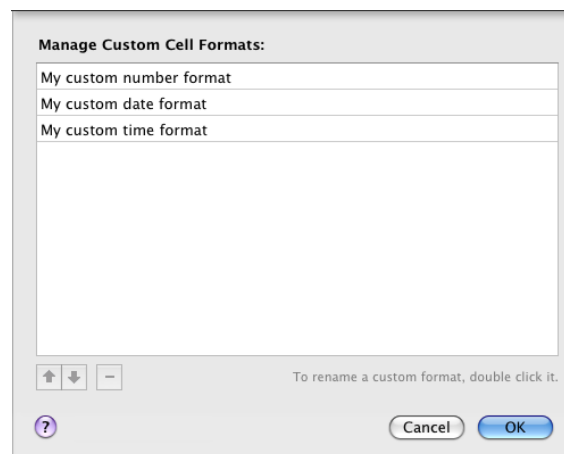 Manage Custom Cell Formats:
My custom number format
My custom date format
My custom time format
To rename a custom format, double click it.
? Cancel OK